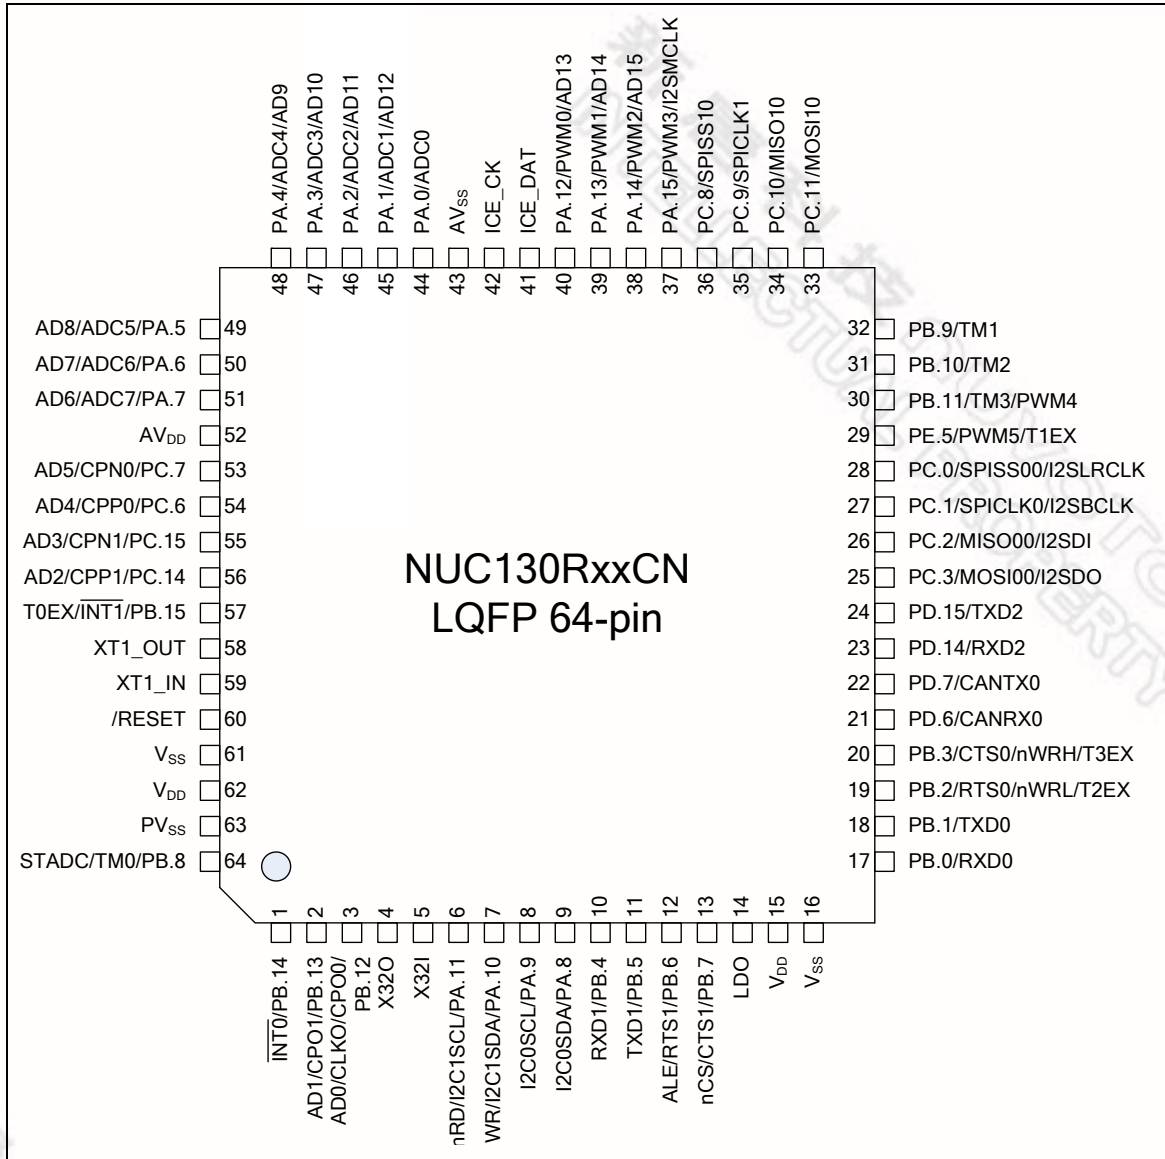 PA.4/ADC4/AD9
PA.3/ADC3/AD10
PA.2/ADC2/AD11
PA.1/ADC1/AD12
PA.0/ADC0
AVSS
ICE_CK
ICE_DAT
PA.12/PWM0/AD13
PA.13/PWM1/AD14
PA.14/PWM2/AD15
PA.15/PWM3/I2SMCLK
PC.8/SPISS10
PC.9/SPICLK1
PC.10/MISO10
PC.11/MOSI10
48
47
46
45
44
43
42
41
40
39
38
37
36
35
34
33
AD8/ADC5/PA.5 49
AD7/ADC6/PA.6 50
AD6/ADC7/PA.7 51
AVDD 52
AD5/CPN0/PC.7 53
AD4/CPP0/PC.6 54
AD3/CPN1/PC.15 55
AD2/CPP1/PC.14 56
T0EX/INT1/PB.15 57
XT1_OUT 58
XT1_IN 59
/RESET 60
VSS 61
VDD 62
PVSS 63
STADC/TM0/PB.8 64
NUC130RxxCN
LQFP 64-pin
32 PB.9/TM1
31 PB.10/TM2
30 PB.11/TM3/PWM4
29 PE.5/PWM5/T1EX
28 PC.0/SPISS00/I2SLRCLK
27 PC.1/SPICLK0/I2SBCLK
26 PC.2/MISO00/I2SDI
25 PC.3/MOSI00/I2SDO
24 PD.15/TXD2
23 PD.14/RXD2
22 PD.7/CANTX0
21 PD.6/CANRX0
20 PB.3/CTS0/nWRH/T3EX
19 PB.2/RTS0/nWRL/T2EX
18 PB.1/TXD0
17 PB.0/RXD0
1
2
3
4
5
6
7
8
9
10
11
12
13
14
15
16
INT0/PB.14
AD1/CPO1/PB.13
AD0/CLKO/CPO0/
PB.12
X32O
X32I
nRD/I2C1SCL/PA.11
WR/I2C1SDA/PA.10
I2C0SCL/PA.9
I2C0SDA/PA.8
RXD1/PB.4
TXD1/PB.5
ALE/RTS1/PB.6
nCS/CTS1/PB.7
LDO
VDD
VSS
INTELLECTUAL PROPERTY